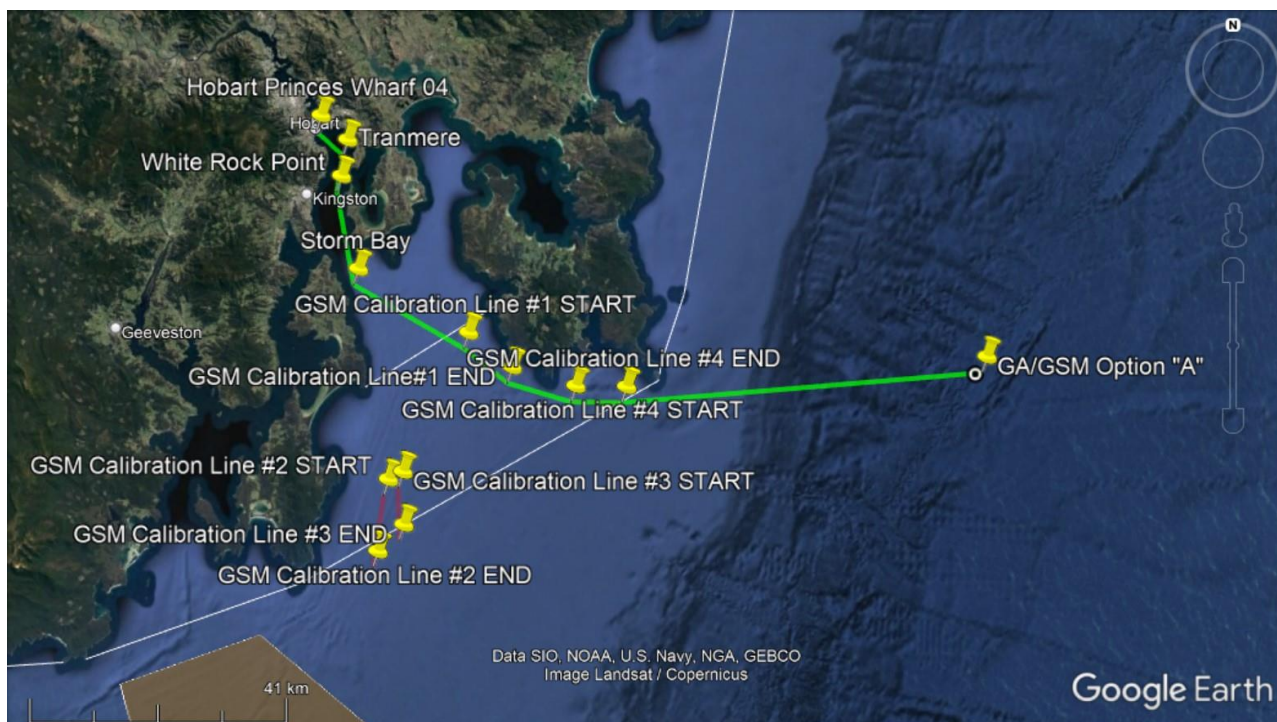 N
Hobart Princes Wharf 04
Hobart
Tranmere
White Rock Point
Kingston
Storm Bay
GSM Calibration Line #1 START
Geeveston
GSM Calibration Line #4 END
GA/GSM Option "A"
GSM Calibration Line#1 END
GSM Calibration Line #4 START
GSM Calibration Line #2 START
GSM Calibration Line #3 START
GSM Calibration Line #3 END
GSM Calibration Line #2 END
Data SIO, NOAA, U.S. Navy, NGA, GEBCO
Image Landsat / Copernicus
41 km
Google Earth